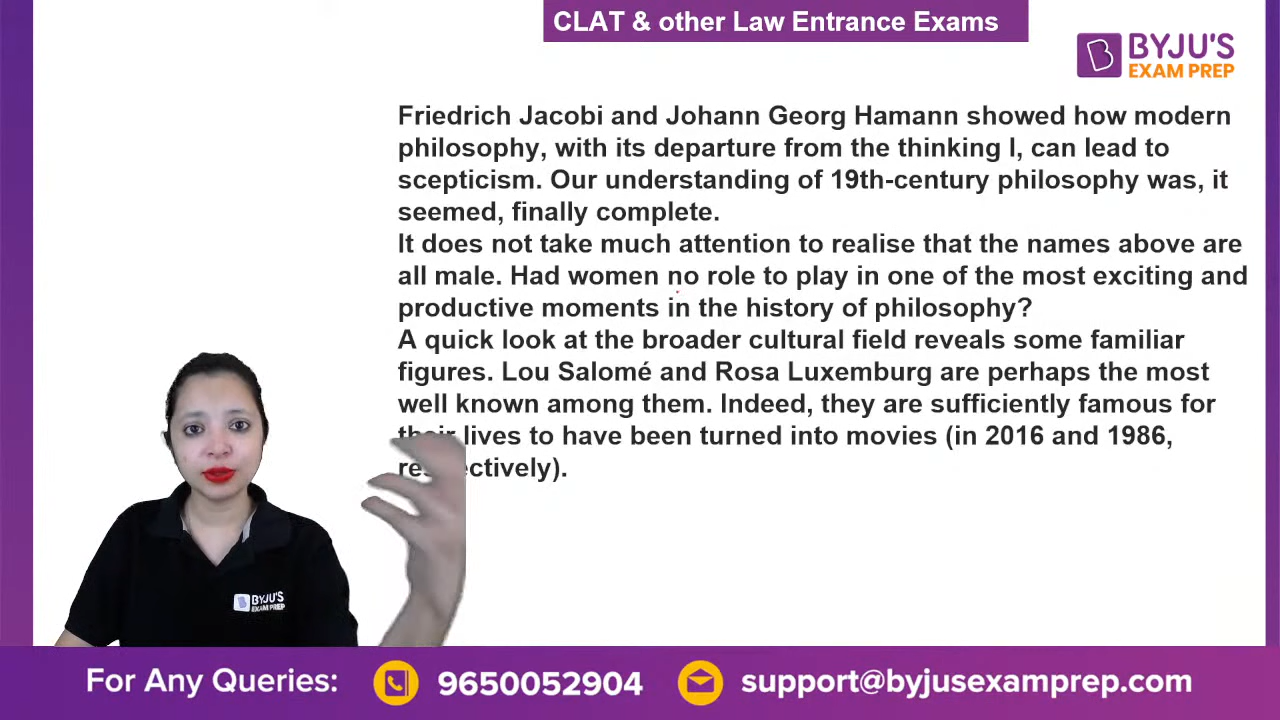 CLAT & other Law Entrance Exams
BYJU'S
EXAM PREP
Friedrich Jacobi and Johann Georg Hamann showed how modern
philosophy, with its departure from the thinking I, can lead to
scepticism. Our understanding of 19th-century philosophy was, it
seemed, finally complete.
It does not take much attention to realise that the names above are
all male. Had women no role to play in one of the most exciting and
productive moments in the history of philosophy?
A quick look at the broader cultural field reveals some familiar
figures. Lou Salomé and Rosa Luxemburg are perhaps the most
well known among them. Indeed, they are sufficiently famous for
their lives to have been turned into movies (in 2016 and 1986,
respectively).
BYJU'S
EXAM PREP
For Any Queries: 9650052904 support@byjusexamprep.com